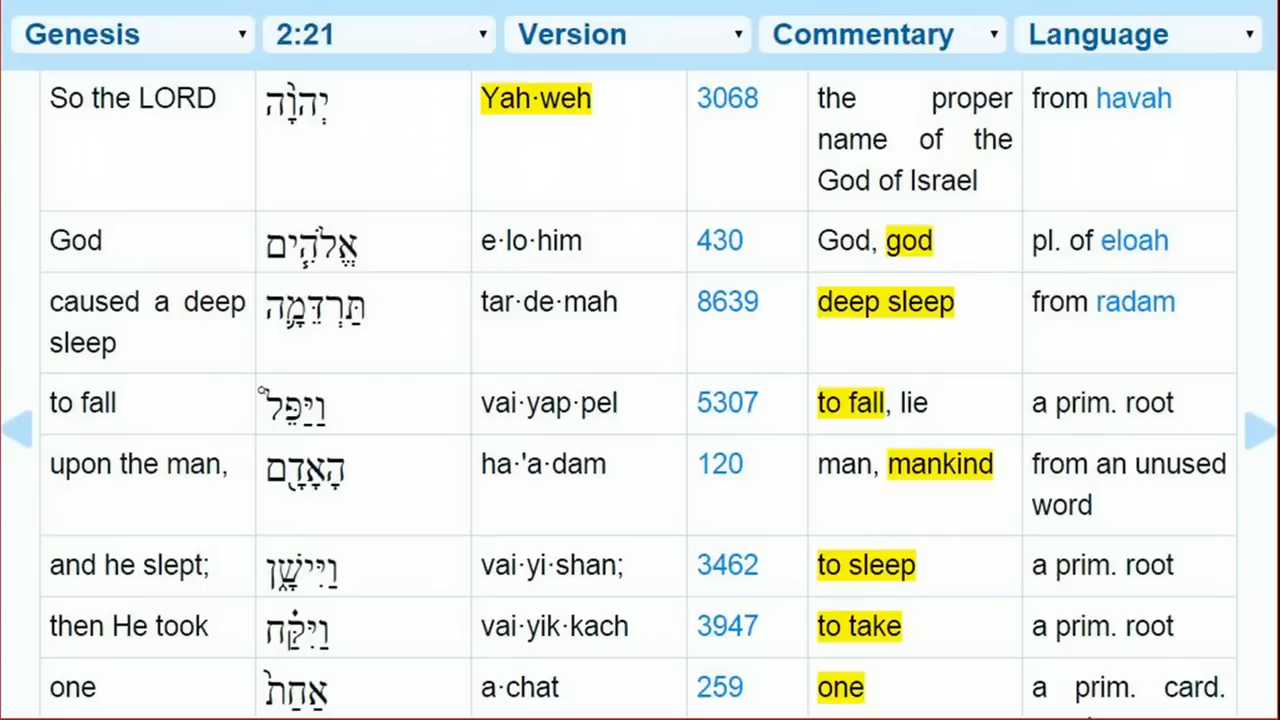 Genesis 2:21 Version Commentary Language
So the LORD יְהוָ֨ה Yah·weh 3068 the proper from havah
name of the
God of Israel
God אֱלֹהִ֧ים e·lo·him 430 God, god pl. of eloah
caused a deep תַּרְדֵּמָ֛ה tar·de·mah 8639 deep sleep from radam
sleep
to fall וַיַּפֵּל֩ vai·yap·pel 5307 to fall, lie a prim. root
upon the man, הָאָדָ֖ם ha·'a·dam 120 man, mankind from an unused
word
and he slept; וַיִּישָׁ֑ן vai·yi·shan; 3462 to sleep a prim. root
then He took וַיִּקַּ֗ח vai·yik·kach 3947 to take a prim. root
one אַחַת֙ a·chat 259 one a prim. card.